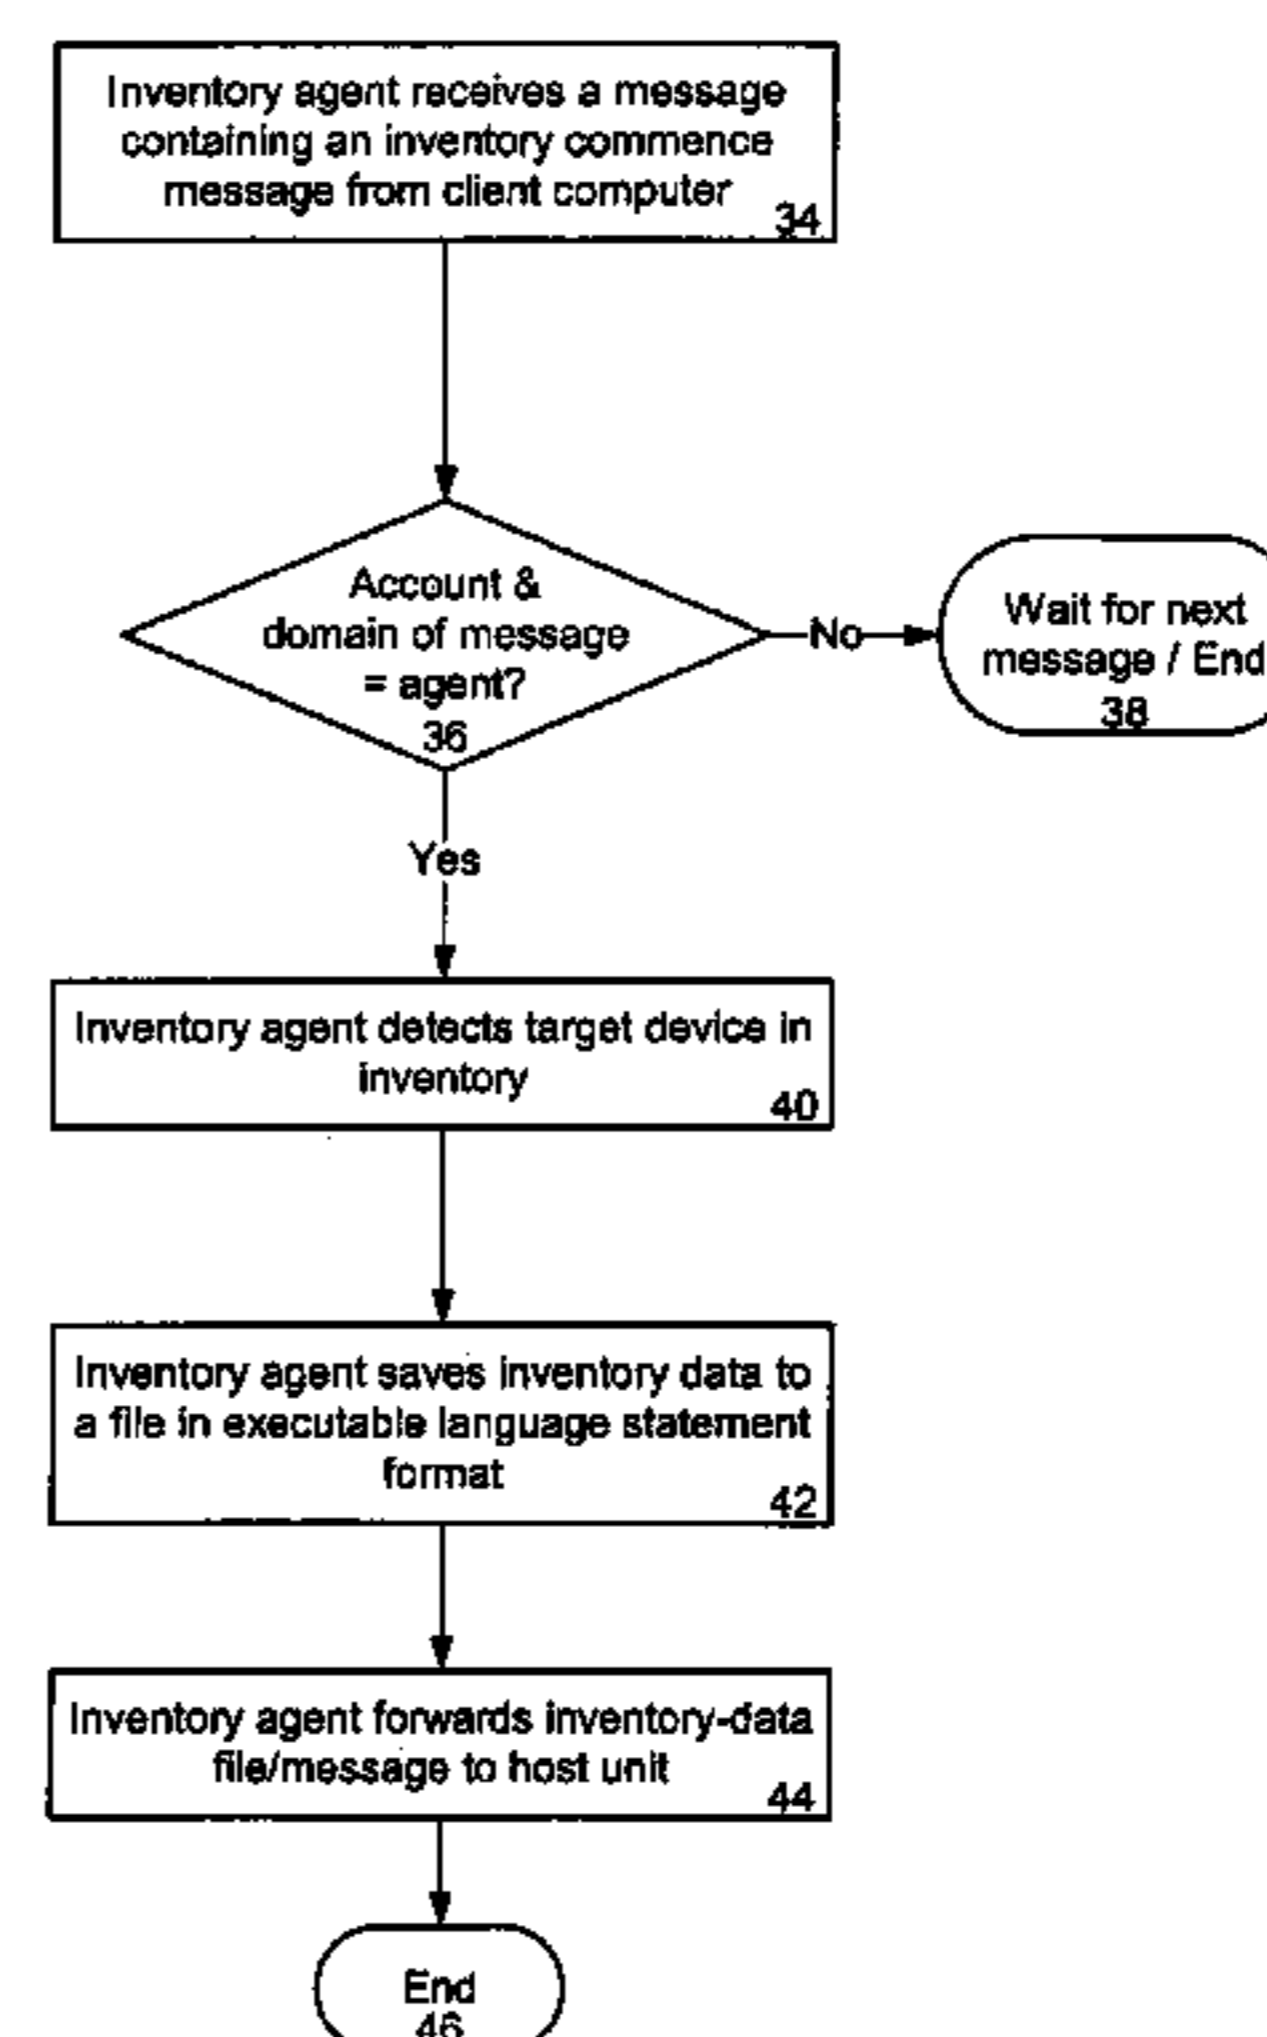 Inventory agent receives a message
containing an inventory commence
message from client computer
34
Account &
domain of message
= agent?
36
No
Wait for next
message / End
38
Yes
Inventory agent detects target device in
inventory
40
Inventory agent saves inventory data to
a file in executable language statement
format
42
Inventory agent forwards inventory-data
file/message to host unit
44
End
46